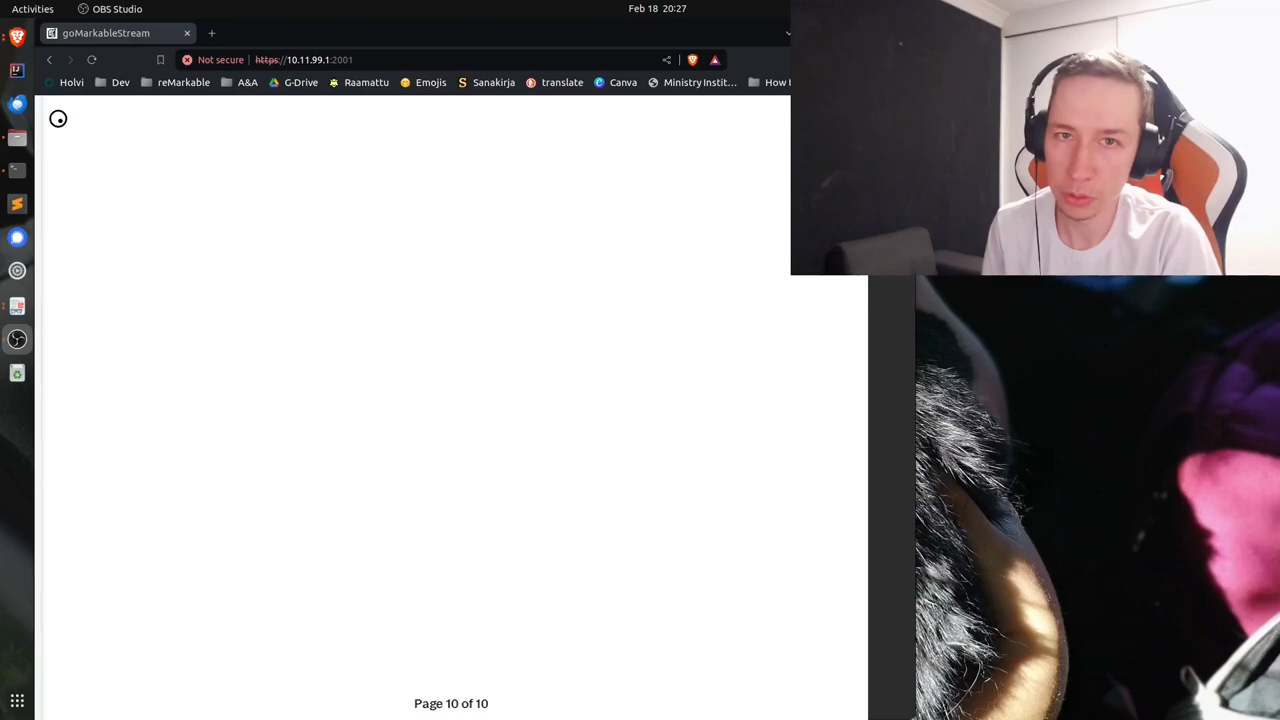 Activities
OBS Studio
Feb 18 20:27
goMarkableStream
Not secure
https://10.11.99.1:2001
Holvi
Dev
reMarkable
A&A
G-Drive
Raamattu
Emojis
Sanakirja
translate
Canva
Ministry Instit...
How t
Page 10 of 10